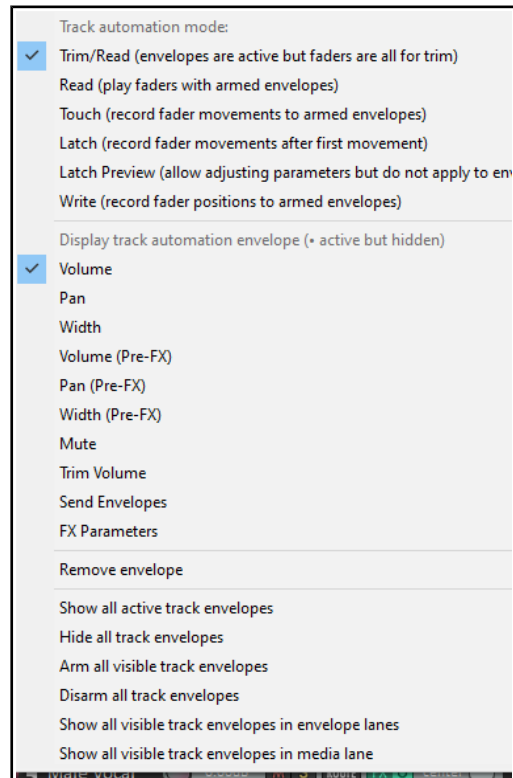 Track automation mode:
Trim/Read (envelopes are active but faders are all for trim)
Read (play faders with armed envelopes)
Touch (record fader movements to armed envelopes)
Latch (record fader movements after first movement)
Latch Preview (allow adjusting parameters but do not apply to env
Write (record fader positions to armed envelopes)
Display track automation envelope (• active but hidden)
Volume
Pan
Width
Volume (Pre-FX)
Pan (Pre-FX)
Width (Pre-FX)
Mute
Trim Volume
Send Envelopes
FX Parameters
Remove envelope
Show all active track envelopes
Hide all track envelopes
Arm all visible track envelopes
Disarm all track envelopes
Show all visible track envelopes in envelope lanes
Show all visible track envelopes in media lane
Male Vocal